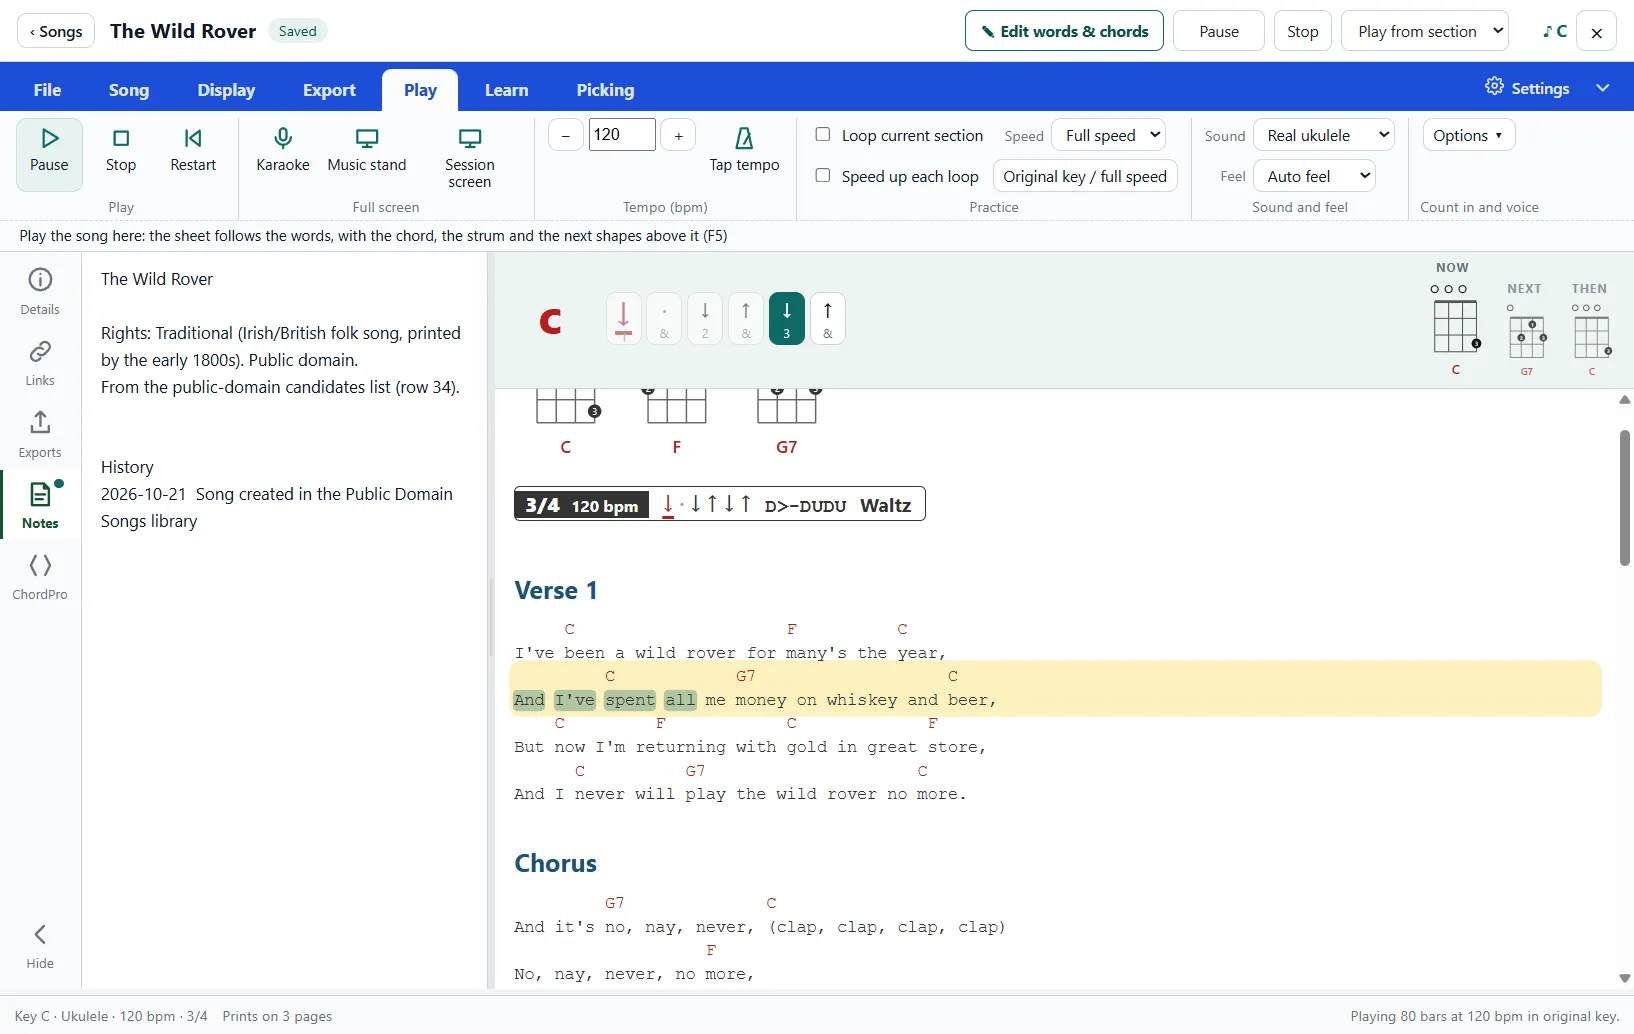 ‹ Songs The Wild Rover Saved Edit words & chords Pause Stop Play from section ♪ C ×
File Song Display Export Play Learn Picking Settings
Pause Stop Restart Karaoke Music stand Session screen − 120 + Tap tempo Loop current section Speed Full speed Sound Real ukulele Options ▾
Speed up each loop Original key / full speed Feel Auto feel
Play Full screen Tempo (bpm) Practice Sound and feel Count in and voice
Play the song here: the sheet follows the words, with the chord, the strum and the next shapes above it (F5)
Details
Links
Exports
Notes
ChordPro
Hide
The Wild Rover
Rights: Traditional (Irish/British folk song, printed
by the early 1800s). Public domain.
From the public-domain candidates list (row 34).
History
2026-10-21 Song created in the Public Domain
Songs library
C ↓ 1 · & ↓ 2 ↑ & ↓ 3 ↑ &
NOW NEXT THEN
C G7 C
C F G7
3/4 120 bpm ↓·↓↑↓↑ D>-DUDU Waltz
Verse 1
C F C
I've been a wild rover for many's the year,
C G7 C
And I've spent all me money on whiskey and beer,
C F C F
But now I'm returning with gold in great store,
C G7 C
And I never will play the wild rover no more.
Chorus
G7 C
And it's no, nay, never, (clap, clap, clap, clap)
F
No, nay, never, no more,
Key C · Ukulele · 120 bpm · 3/4 Prints on 3 pages Playing 80 bars at 120 bpm in original key.